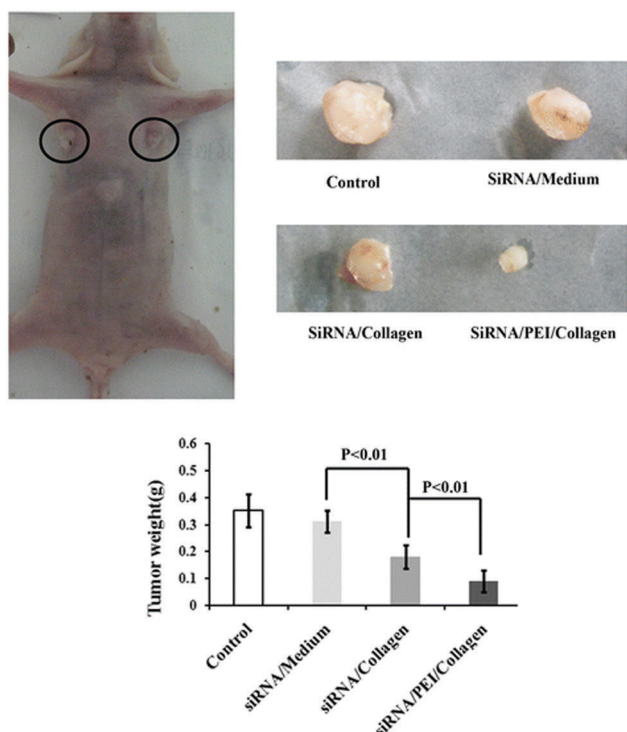 Control
SiRNA/Medium
SiRNA/Collagen
SiRNA/PEI/Collagen
Tumor weight(g)
0.6
0.5
0.4
0.3
0.2
0.1
0
P<0.01
P<0.01
Control
siRNA/Medium
siRNA/Collagen
siRNA/PEI/Collagen